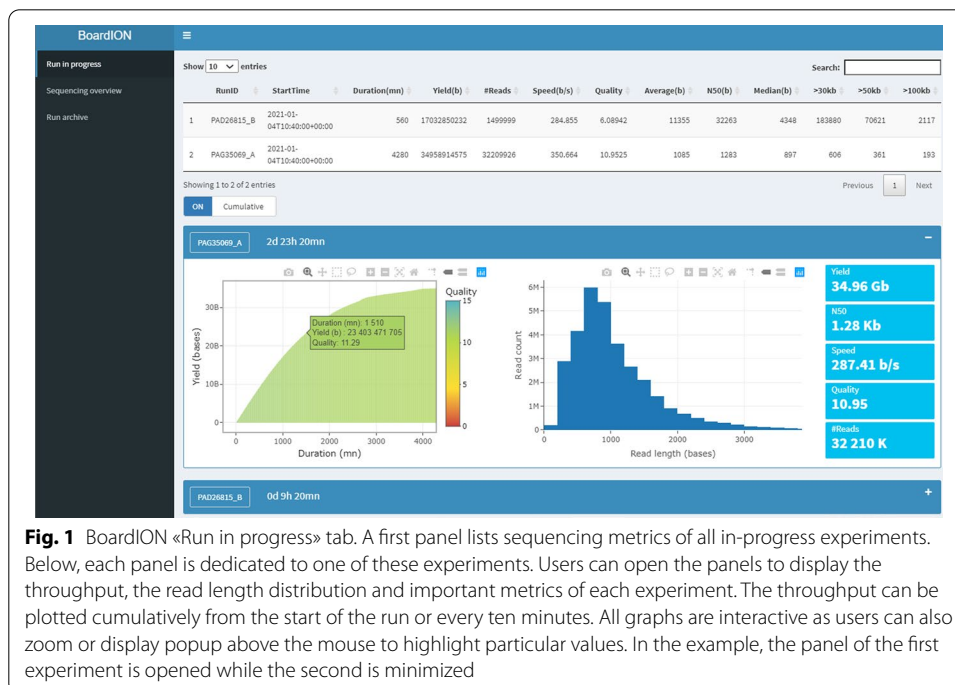 BoardION
Run in progress
Sequencing overview
Run archive
Show 10 entries
Search:
RunID StartTime Duration(mn) Yield(b) #Reads Speed(b/s) Quality Average(b) N50(b) Median(b) >30kb >50kb >100kb
1 PAD26815_B 2021-01-04T10:40:00+00:00 560 17032850232 1499999 284.855 6.08942 11355 32263 4348 183880 70621 2117
2 PAG35069_A 2021-01-04T10:40:00+00:00 4280 34958914575 32209926 350.664 10.9525 1085 1283 897 606 361 193
Showing 1 to 2 of 2 entries
Previous 1 Next
ON Cumulative
PAG35069_A 2d 23h 20mn
Yield (bases)
30B
20B
10B
0
0 1000 2000 3000 4000
Duration (mn)
Duration (mn): 1 510
Yield (b) : 23 403 471 705
Quality: 11.29
Quality
15
10
5
0
Read count
6M
5M
4M
3M
2M
1M
0
0 1000 2000 3000
Read length (bases)
Yield
34.96 Gb
N50
1.28 Kb
Speed
287.41 b/s
Quality
10.95
#Reads
32 210 K
PAD26815_B 0d 9h 20mn
Fig. 1 BoardION «Run in progress» tab. A first panel lists sequencing metrics of all in-progress experiments.
Below, each panel is dedicated to one of these experiments. Users can open the panels to display the
throughput, the read length distribution and important metrics of each experiment. The throughput can be
plotted cumulatively from the start of the run or every ten minutes. All graphs are interactive as users can also
zoom or display popup above the mouse to highlight particular values. In the example, the panel of the first
experiment is opened while the second is minimized